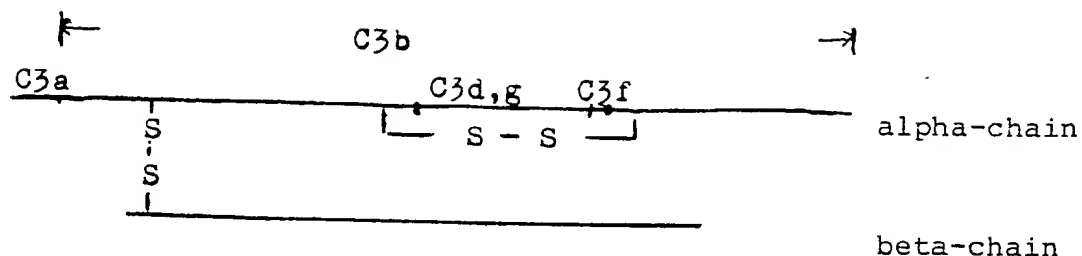 C3b
C3a C3d,g C3f
S - S
alpha-chain
S
S
beta-chain